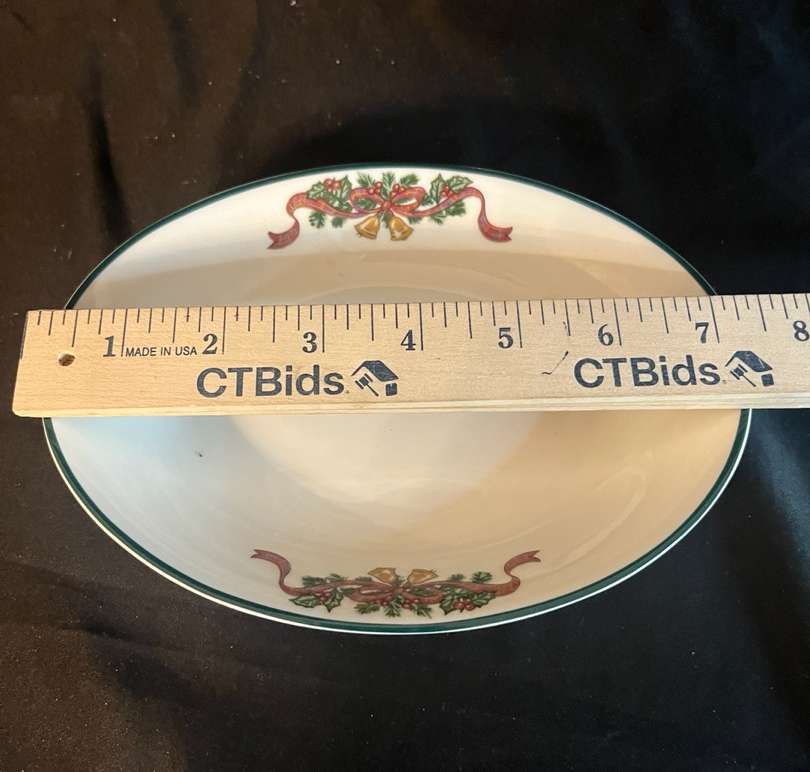 1 2 3 4 5 6 7 8
MADE IN USA
CTBids. CTBids.